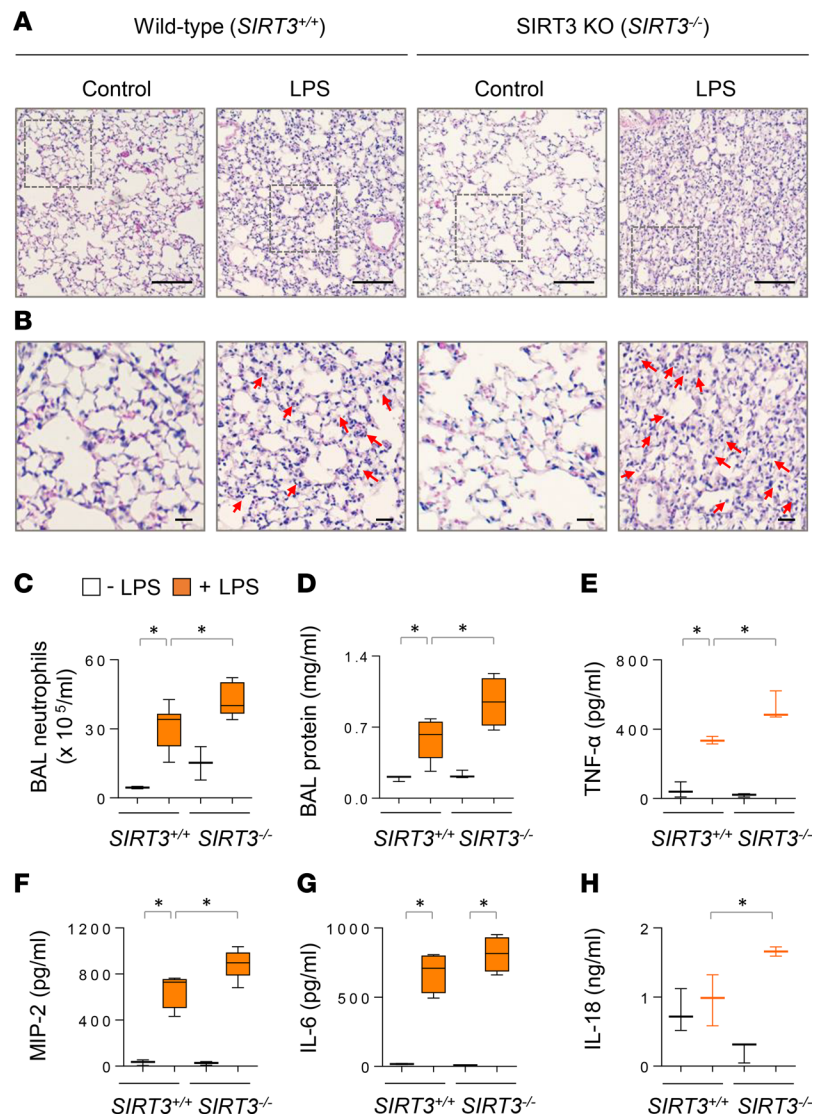 A
Wild-type (SIRT3+/+) SIRT3 KO (SIRT3-/-)
Control LPS Control LPS
B
C - LPS + LPS D E
* * * * * *
BAL neutrophils
(x 10 5/ml)
60
30
0
SIRT3+/+ SIRT3-/-
BAL protein (mg/ml)
1.4
0.7
0.0
SIRT3+/+ SIRT3-/-
TNF-α (pg/ml)
800
400
0
SIRT3+/+ SIRT3-/-
F G H
* * * * *
MIP-2 (pg/ml)
1200
800
400
0
SIRT3+/+ SIRT3-/-
IL-6 (pg/ml)
1000
500
0
SIRT3+/+ SIRT3-/-
IL-18 (ng/ml)
2
1
0
SIRT3+/+ SIRT3-/-